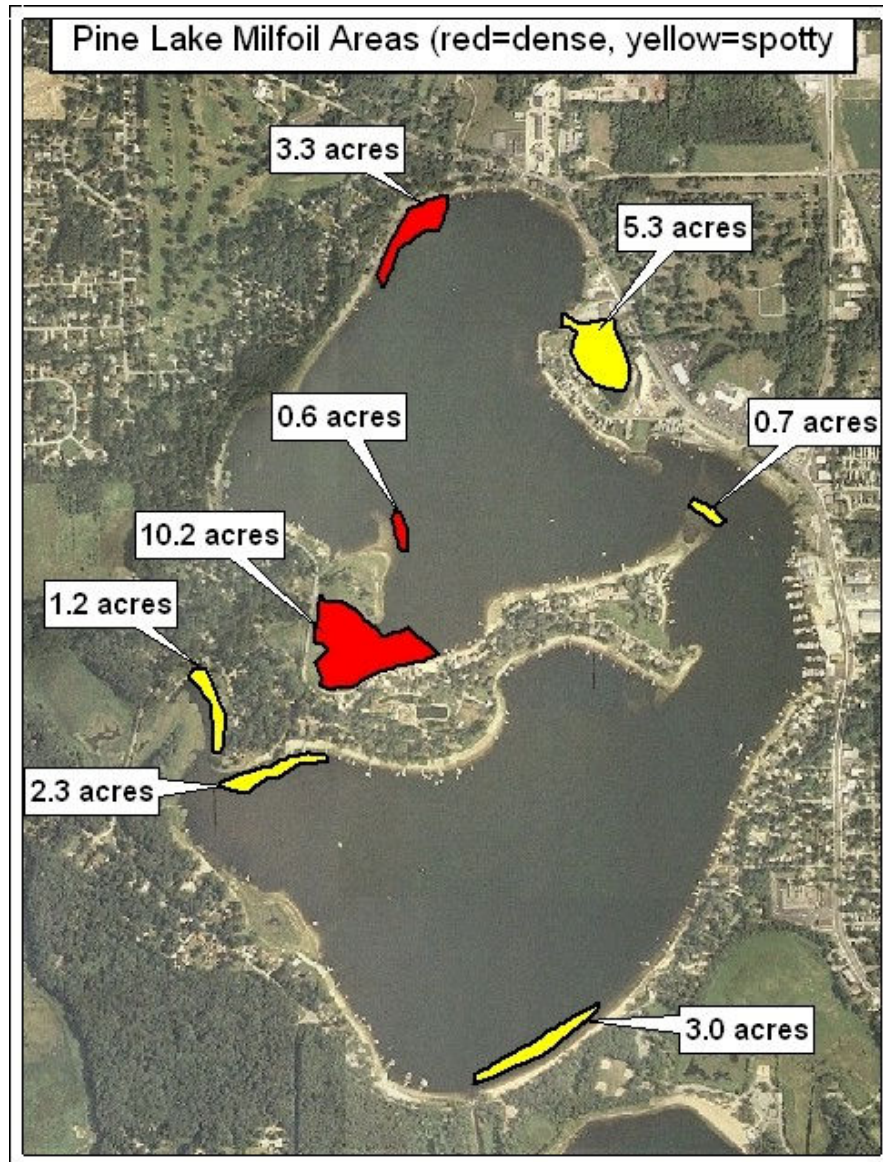 Pine Lake Milfoil Areas (red=dense, yellow=spotty
3.3 acres
5.3 acres
0.6 acres
0.7 acres
10.2 acres
1.2 acres
2.3 acres
3.0 acres